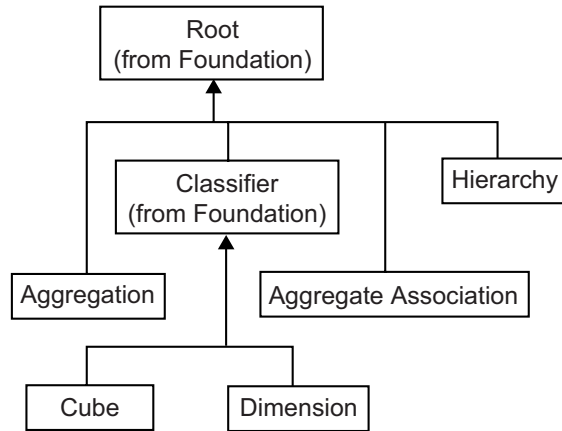 Root
(from Foundation)
Classifier
(from Foundation)
Hierarchy
Aggregation
Aggregate Association
Cube
Dimension